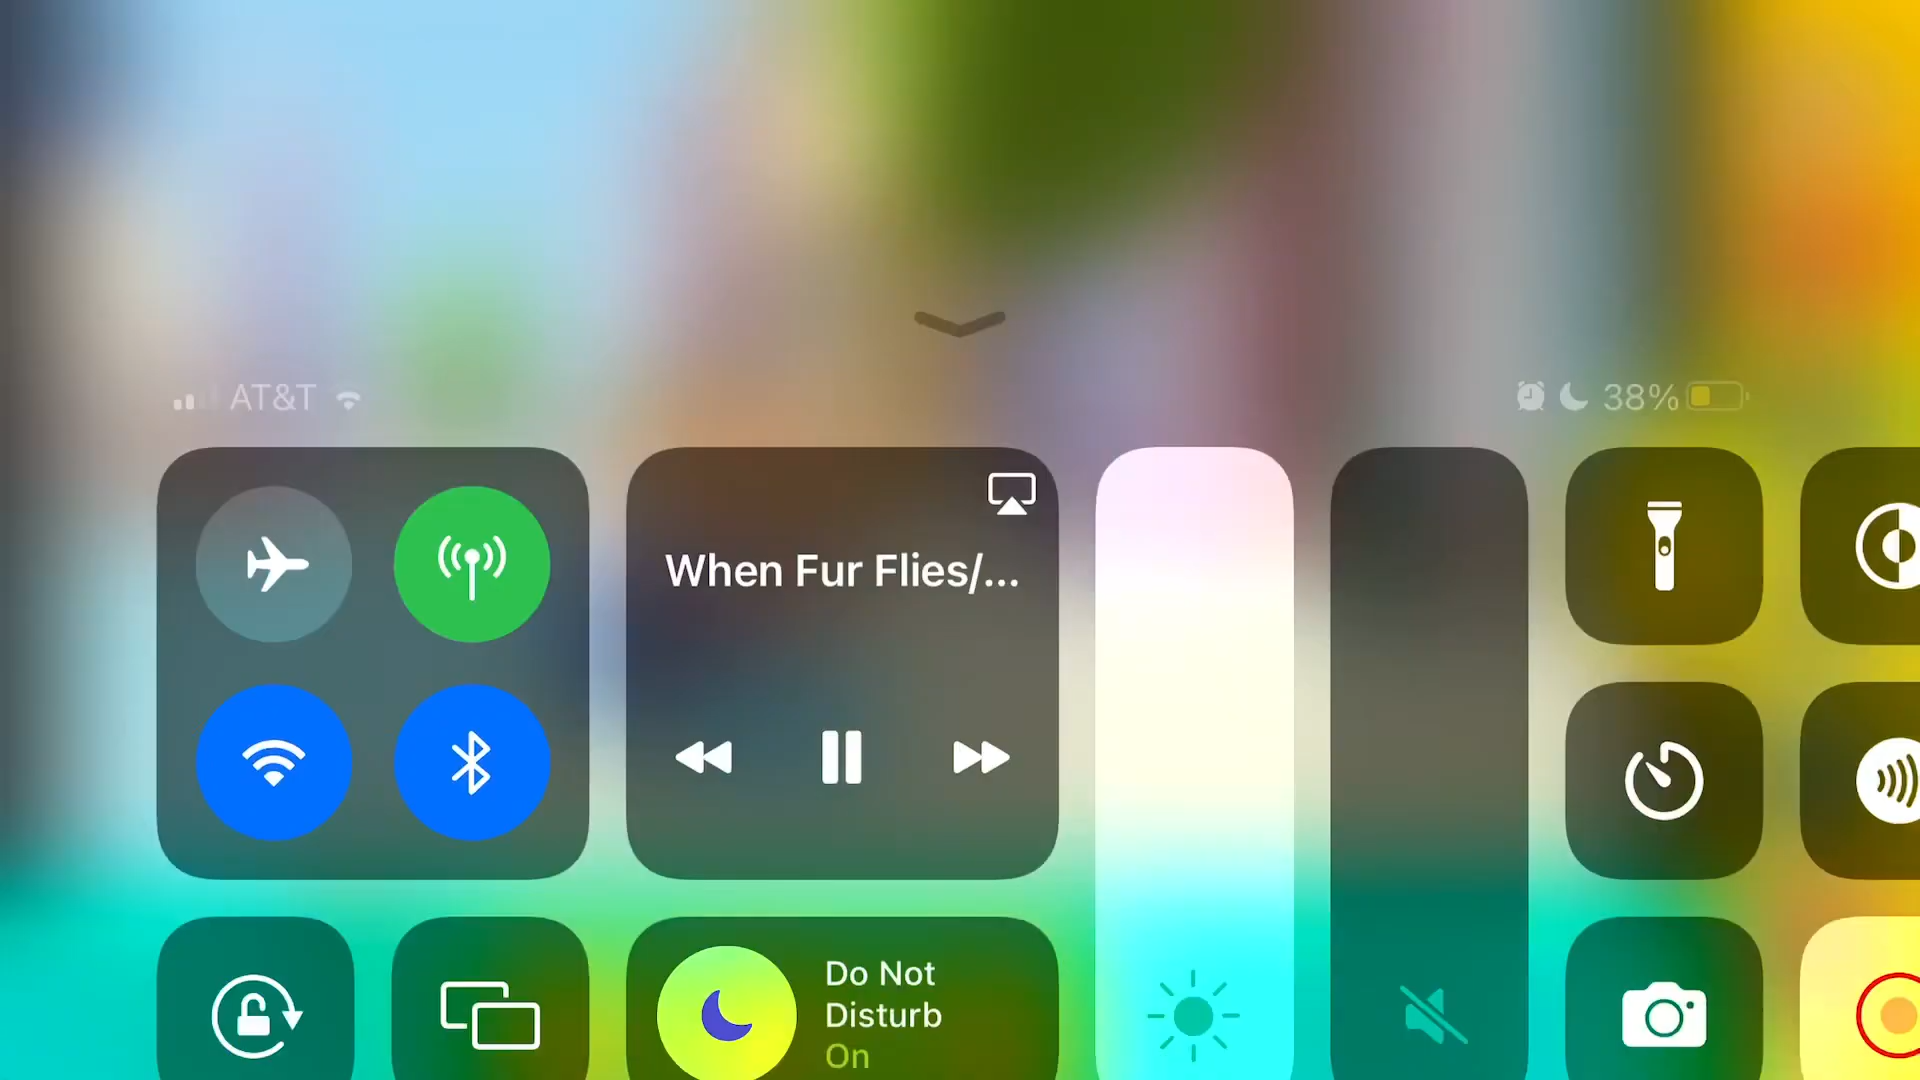 AT&T
38%
When Fur Flies/...
Do Not
Disturb
On